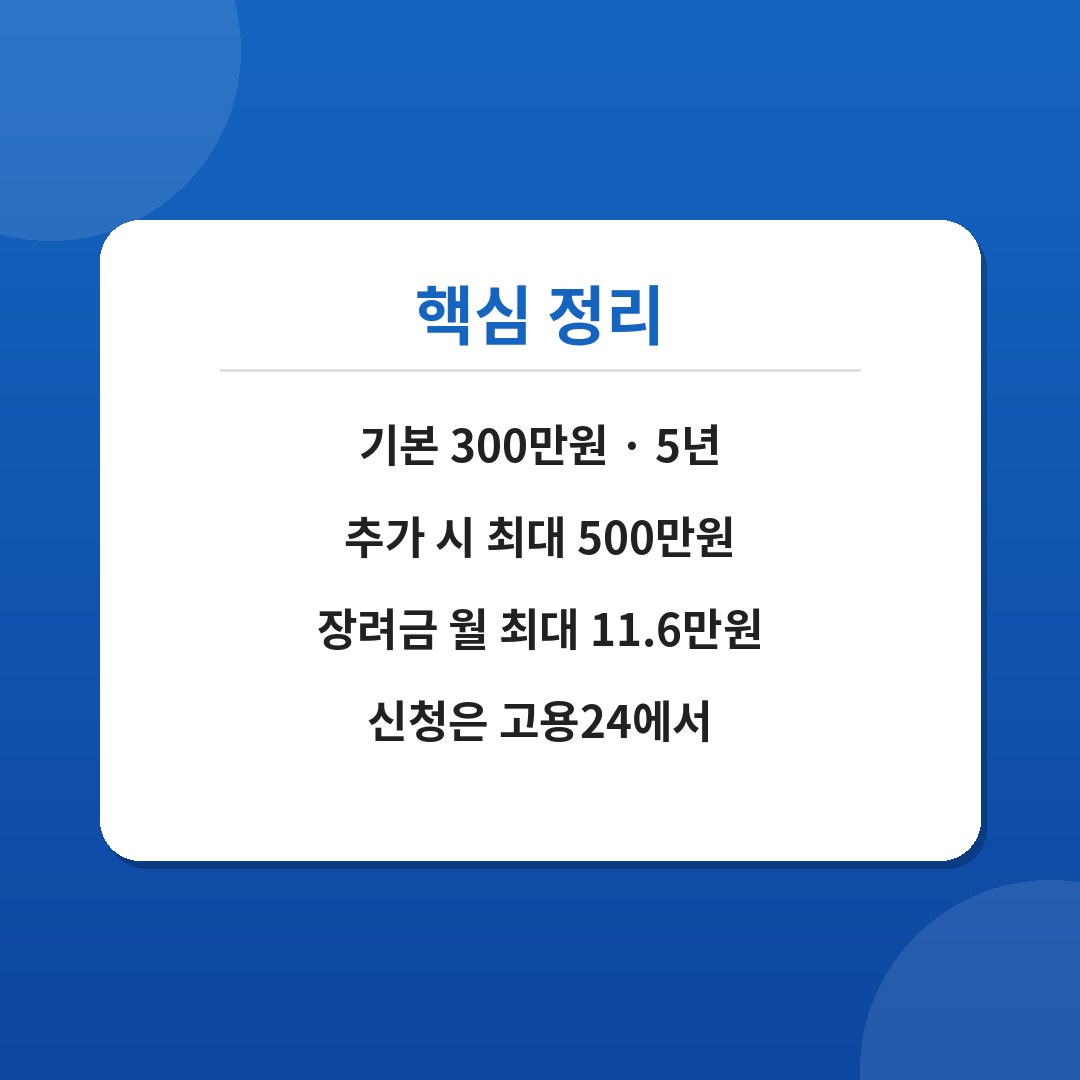 핵심 정리
기본 300만원 · 5년
추가 시 최대 500만원
장려금 월 최대 11.6만원
신청은 고용24에서